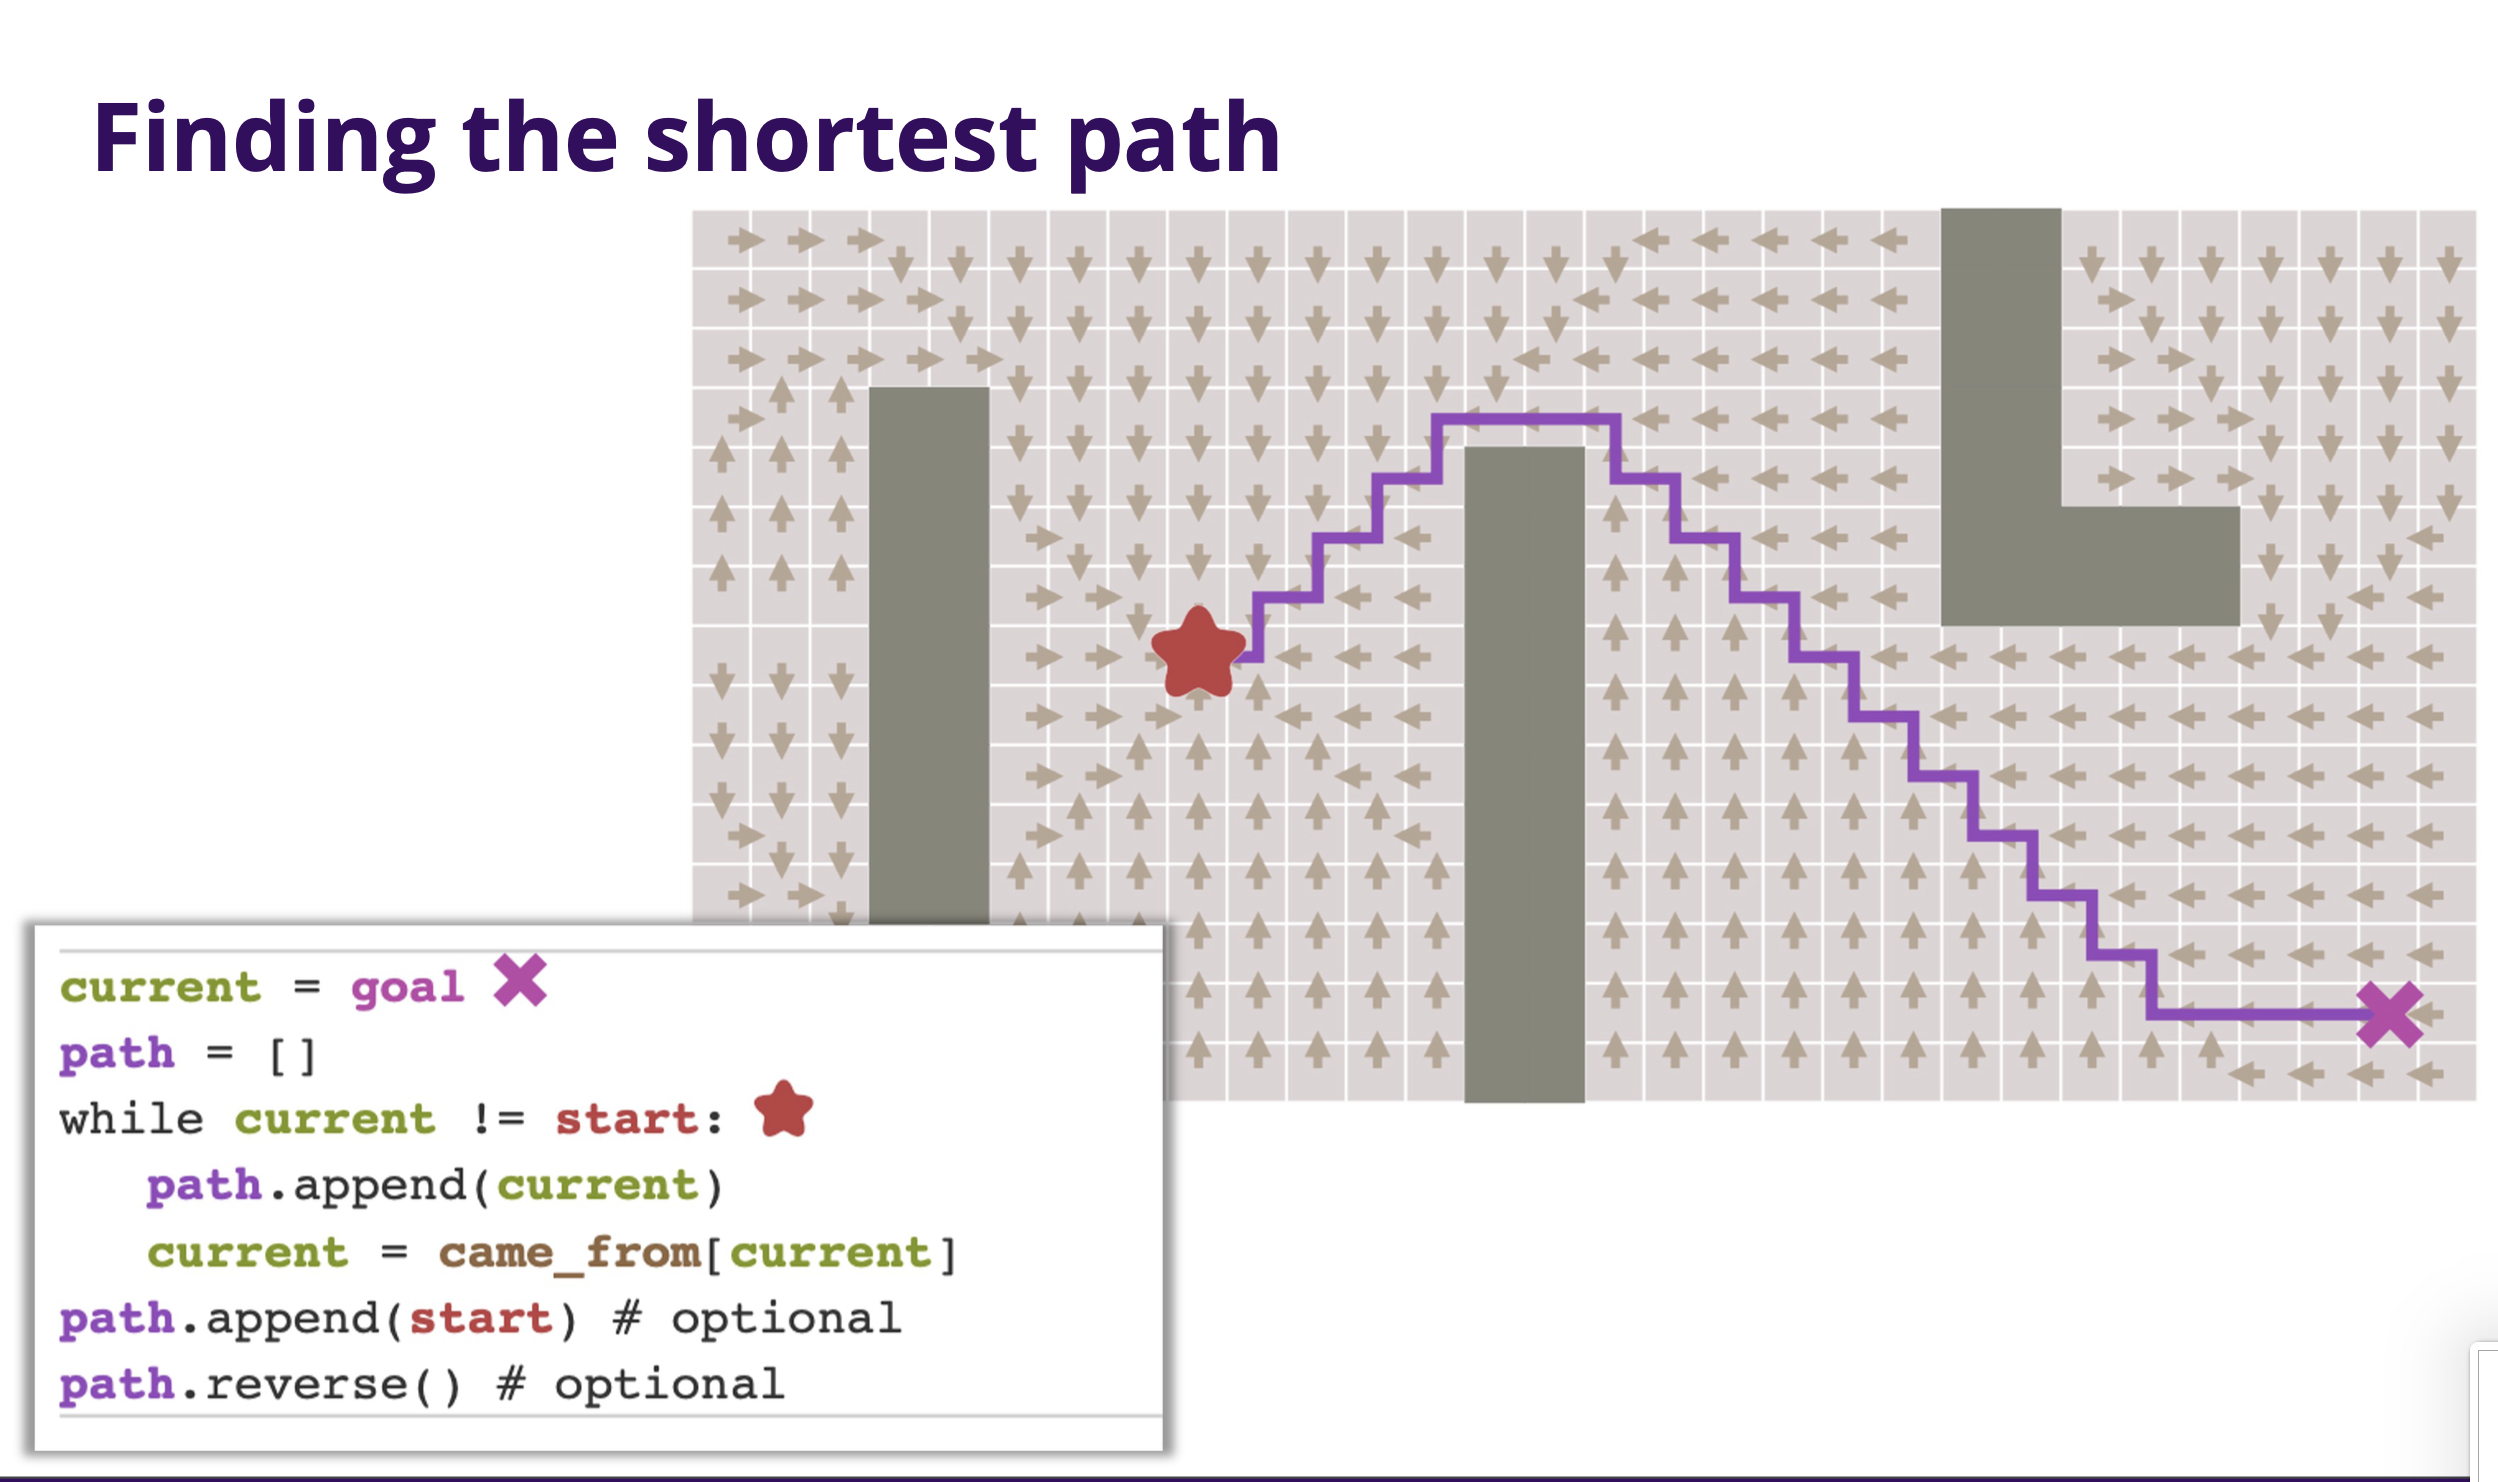 Finding the shortest path
current = goal
path = []
while current != start:
path.append(current)
current = came_from[current]
path.append(start) # optional
path.reverse() # optional